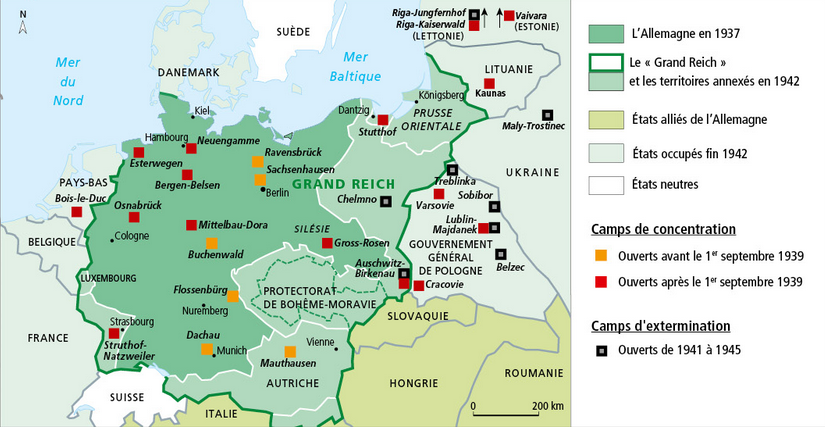 N
SUÈDE
Riga-Jungfernhof
Riga-Kaiserwald
(LETTONIE)
Vaivara
(ESTONIE)
Mer
du
Nord
Mer
Baltique
DANEMARK
LITUANIE
Kaunas
Kiel
Dantzig
Königsberg
PRUSSE
ORIENTALE
Stutthof
Maly-Trostinec
Hambourg
Neuengamme
Esterwegen
Ravensbrück
Sachsenhausen
Berlin
Bergen-Belsen
GRAND REICH
Chelmno
Treblinka
Varsovie
Sobibor
UKRAINE
PAYS-BAS
Bois-le-Duc
Osnabrück
Mittelbau-Dora
SILÉSIE
Lublin-
Majdanek
Cologne
Buchenwald
Gross-Rosen
GOUVERNEMENT
GÉNÉRAL
DE POLOGNE
Belzec
BELGIQUE
LUXEMBOURG
Auschwitz-
Birkenau
Cracovie
Flossenbürg
PROTECTORAT
DE BOHÊME-MORAVIE
Nuremberg
SLOVAQUIE
FRANCE
Strasbourg
Struthof-
Natzweiler
Dachau
Munich
Vienne
Mauthausen
AUTRICHE
SUISSE
ITALIE
HONGRIE
ROUMANIE
0
200 km
L'Allemagne en 1937
Le « Grand Reich »
et les territoires annexés en 1942
États alliés de l'Allemagne
États occupés fin 1942
États neutres
Camps de concentration
Ouverts avant le 1er septembre 1939
Ouverts après le 1er septembre 1939
Camps d'extermination
Ouverts de 1941 à 1945